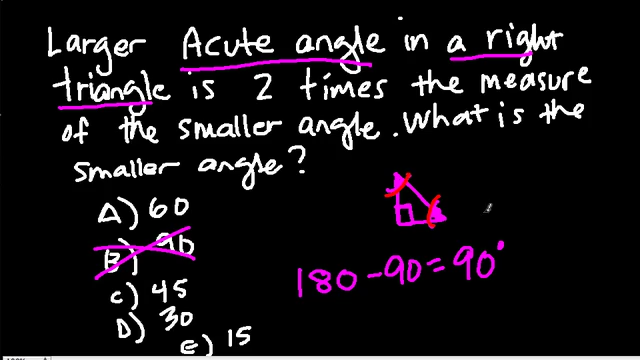 Larger Acute angle in a right
triangle is 2 times the measure
of the smaller angle. What is the
smaller angle?
A) 60
B) 90
C) 45
D) 30
E) 15
180 - 90 = 90°